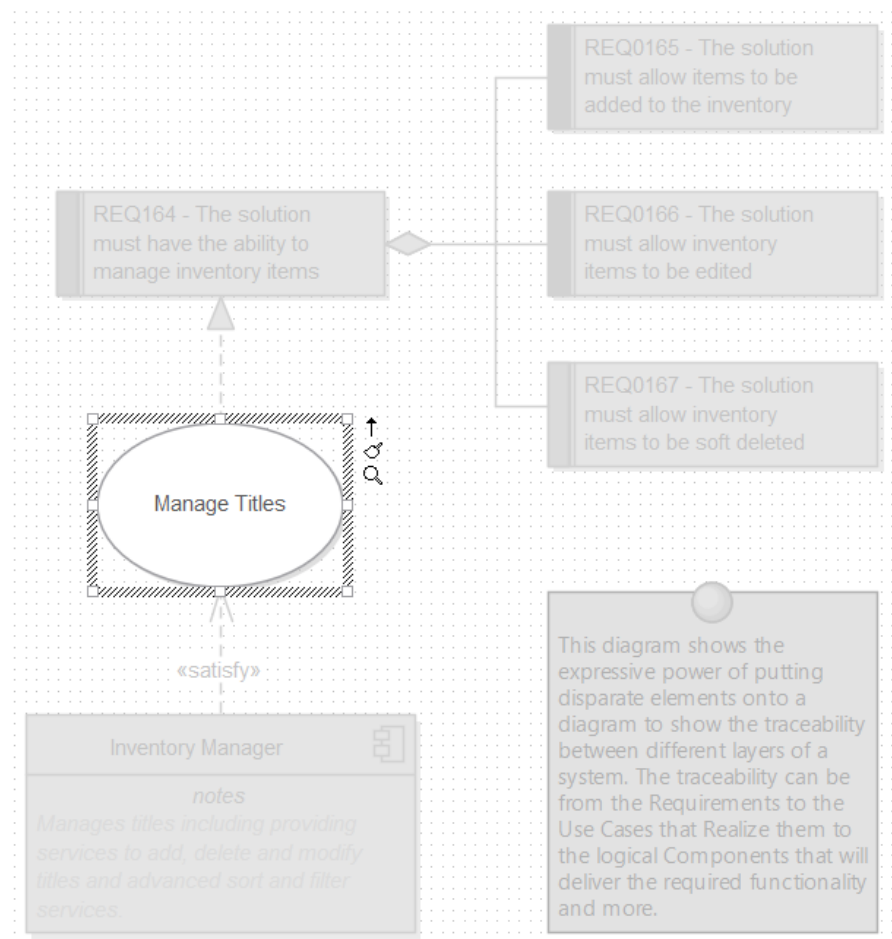 REQ0165 - The solution
must allow items to be
added to the inventory
REQ164 - The solution
must have the ability to
manage inventory items
REQ0166 - The solution
must allow inventory
items to be edited
REQ0167 - The solution
must allow inventory
items to be soft deleted
Manage Titles
«satisfy»
Inventory Manager
notes
Manages titles including providing
services to add, delete and modify
titles and advanced sort and filter
services.
This diagram shows the
expressive power of putting
disparate elements onto a
diagram to show the traceability
between different layers of a
system. The traceability can be
from the Requirements to the
Use Cases that Realize them to
the logical Components that will
deliver the required functionality
and more.